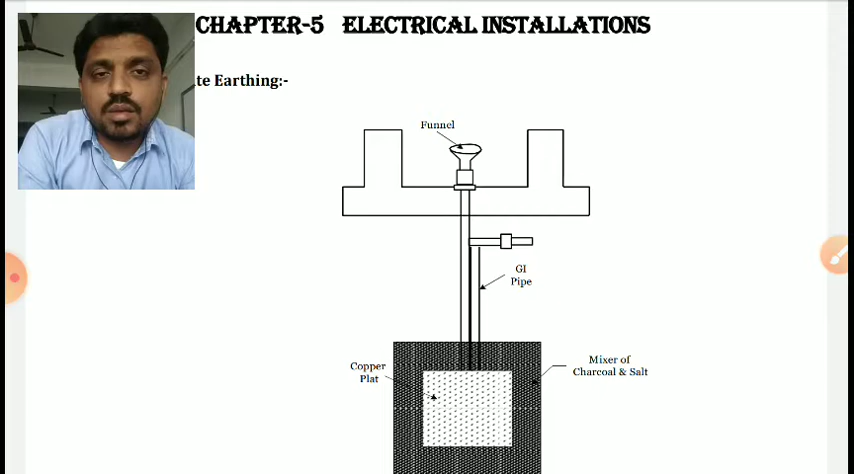 CHAPTER-5 ELECTRICAL INSTALLATIONS
te Earthing:-
Funnel
GI
Pipe
Copper
Plat
Mixer of
Charcoal & Salt